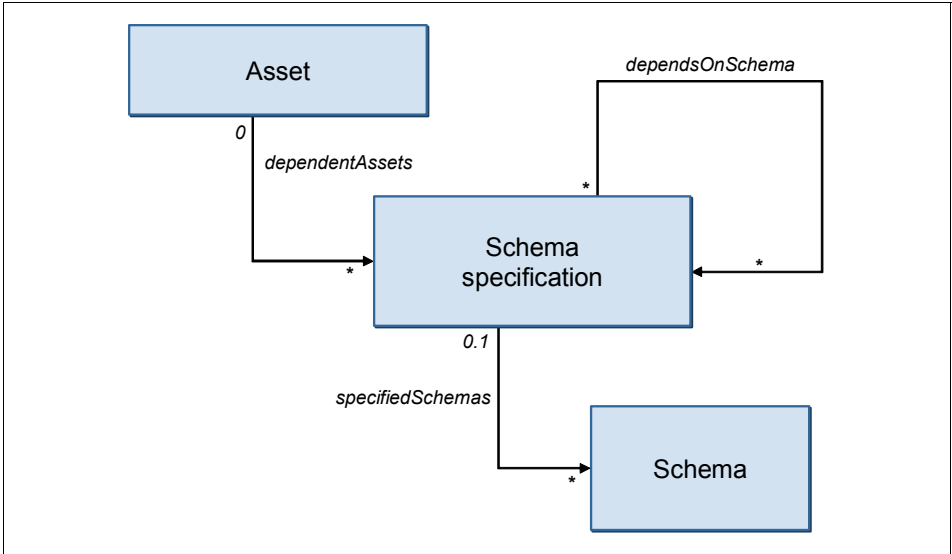 Asset
dependsOnSchema
0
dependentAssets
*
Schema
specification
*
*
0.1
specifiedSchemas
Schema
*